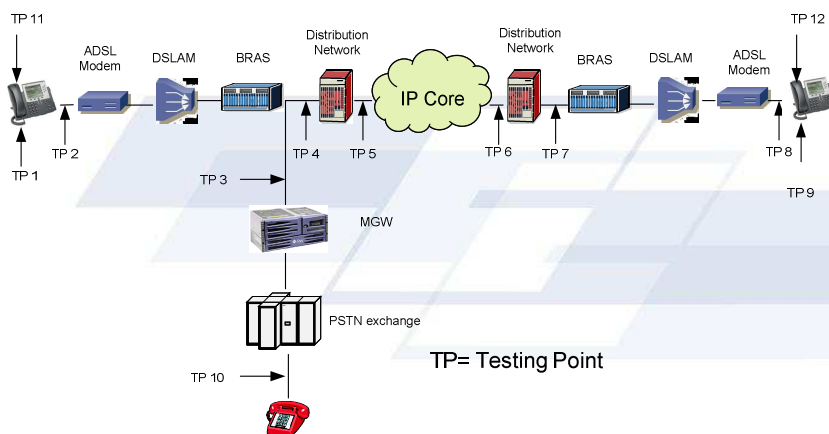 TP 11
TP 12
ADSL
Modem
DSLAM
BRAS
Distribution
Network
IP Core
Distribution
Network
BRAS
DSLAM
ADSL
Modem
TP 1
TP 2
TP 4
TP 5
TP 6
TP 7
TP 8
TP 9
TP 3
MGW
PSTN exchange
TP= Testing Point
TP 10